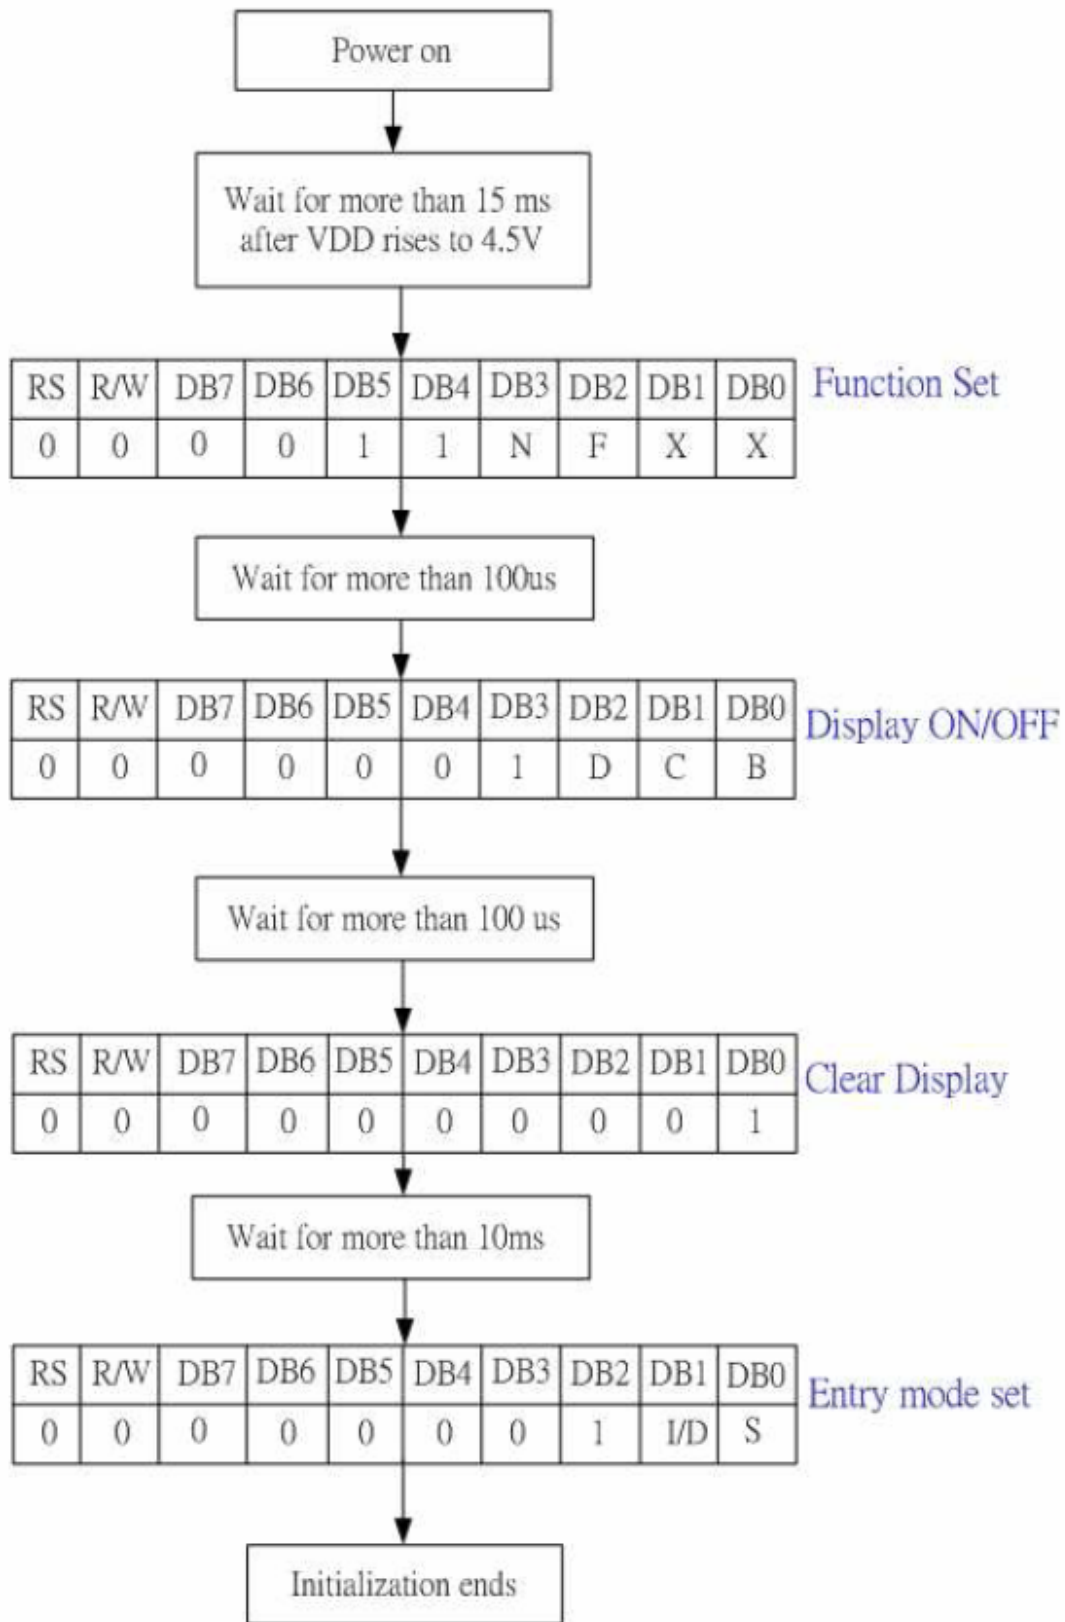 Power on
Wait for more than 15 ms
after VDD rises to 4.5V
RS R/W DB7 DB6 DB5 DB4 DB3 DB2 DB1 DB0 Function Set
0 0 0 0 1 1 N F X X
Wait for more than 100us
RS R/W DB7 DB6 DB5 DB4 DB3 DB2 DB1 DB0 Display ON/OFF
0 0 0 0 0 0 1 D C B
Wait for more than 100 us
RS R/W DB7 DB6 DB5 DB4 DB3 DB2 DB1 DB0 Clear Display
0 0 0 0 0 0 0 0 0 1
Wait for more than 10ms
RS R/W DB7 DB6 DB5 DB4 DB3 DB2 DB1 DB0 Entry mode set
0 0 0 0 0 0 0 1 I/D S
Initialization ends